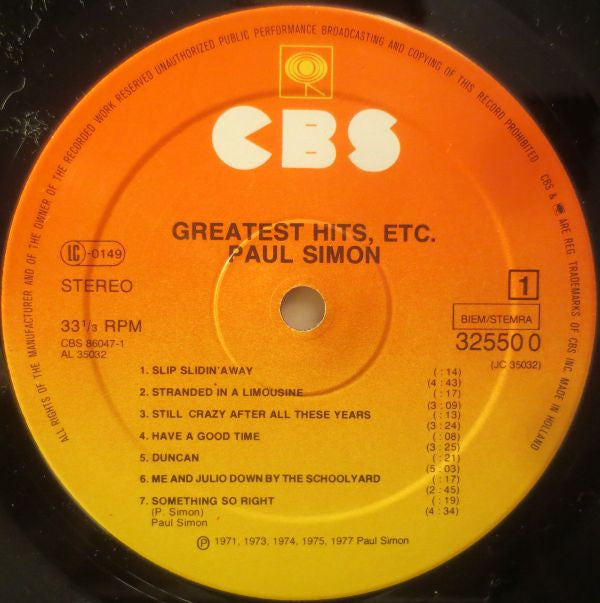 ALL RIGHTS OF THE MANUFACTURER AND OF THE OWNER OF THE RECORDED WORK RESERVED UNAUTHORIZED PUBLIC PERFORMANCE BROADCASTING AND COPYING OF THIS RECORD PROHIBITED
CBS & ARE REG. TRADEMARKS OF CBS INC. MADE IN HOLLAND
CBS
GREATEST HITS, ETC.
PAUL SIMON
LC -0149
STEREO
1
BIEM/STEMRA
33 1/3 RPM
32550 0
CBS 86047-1
AL 35032
(JC 35032)
1. SLIP SLIDIN'AWAY ( : 14)
(4 : 43)
2. STRANDED IN A LIMOUSINE ( : 17)
(3 : 09)
3. STILL CRAZY AFTER ALL THESE YEARS ( : 13)
(3 : 24)
4. HAVE A GOOD TIME ( : 08)
(3 : 25)
5. DUNCAN ( : 21)
(5 : 03)
6. ME AND JULIO DOWN BY THE SCHOOLYARD ( : 17)
(2 : 45)
7. SOMETHING SO RIGHT ( : 19)
(P. Simon) (4 : 34)
Paul Simon
Ⓟ 1971, 1973, 1974, 1975, 1977 Paul Simon